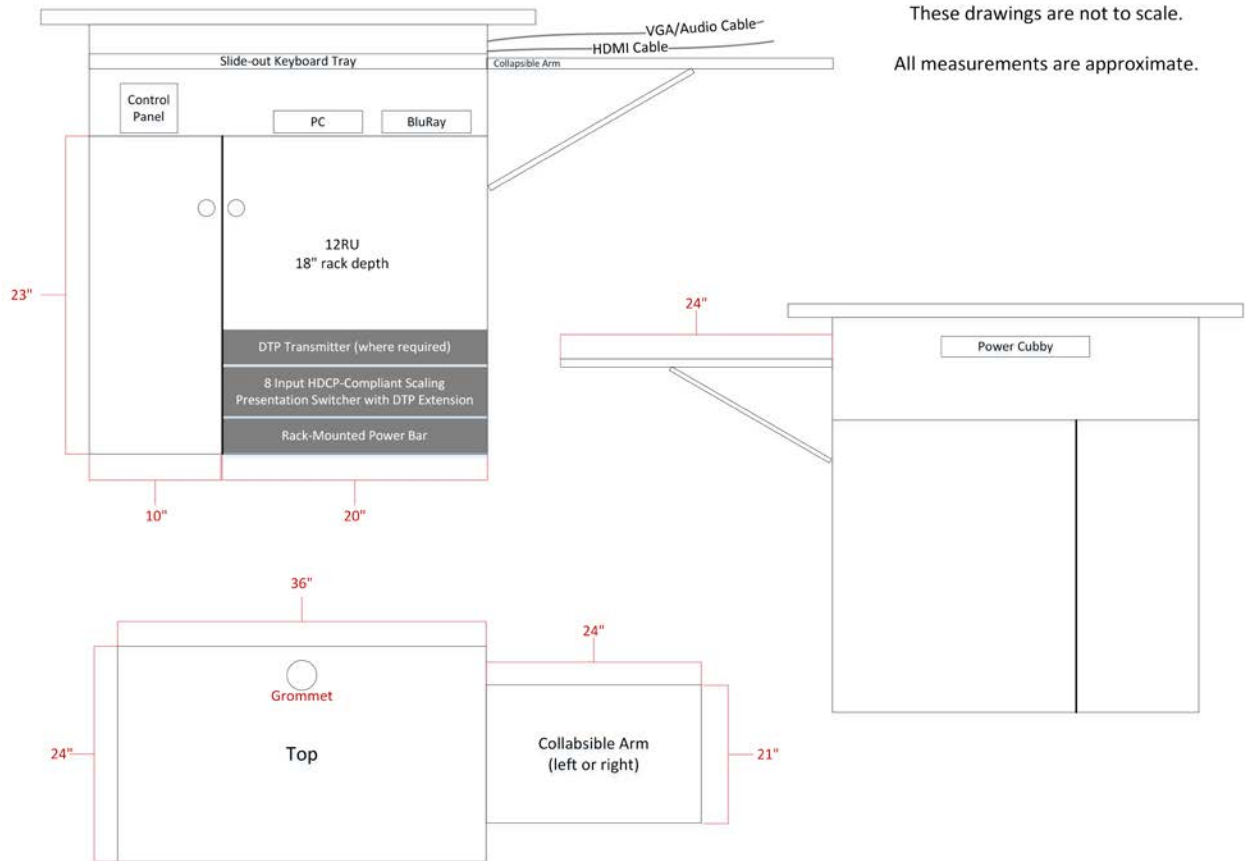 These drawings are not to scale.
All measurements are approximate.
VGA/Audio Cable
HDMI Cable
Slide-out Keyboard Tray
Collapsible Arm
Control
Panel
PC
BluRay
12RU
18" rack depth
23"
DTP Transmitter (where required)
8 Input HDCP-Compliant Scaling
Presentation Switcher with DTP Extension
Rack-Mounted Power Bar
10"
20"
24"
Power Cubby
36"
Grommet
24"
Top
24"
Collabsible Arm
(left or right)
21"